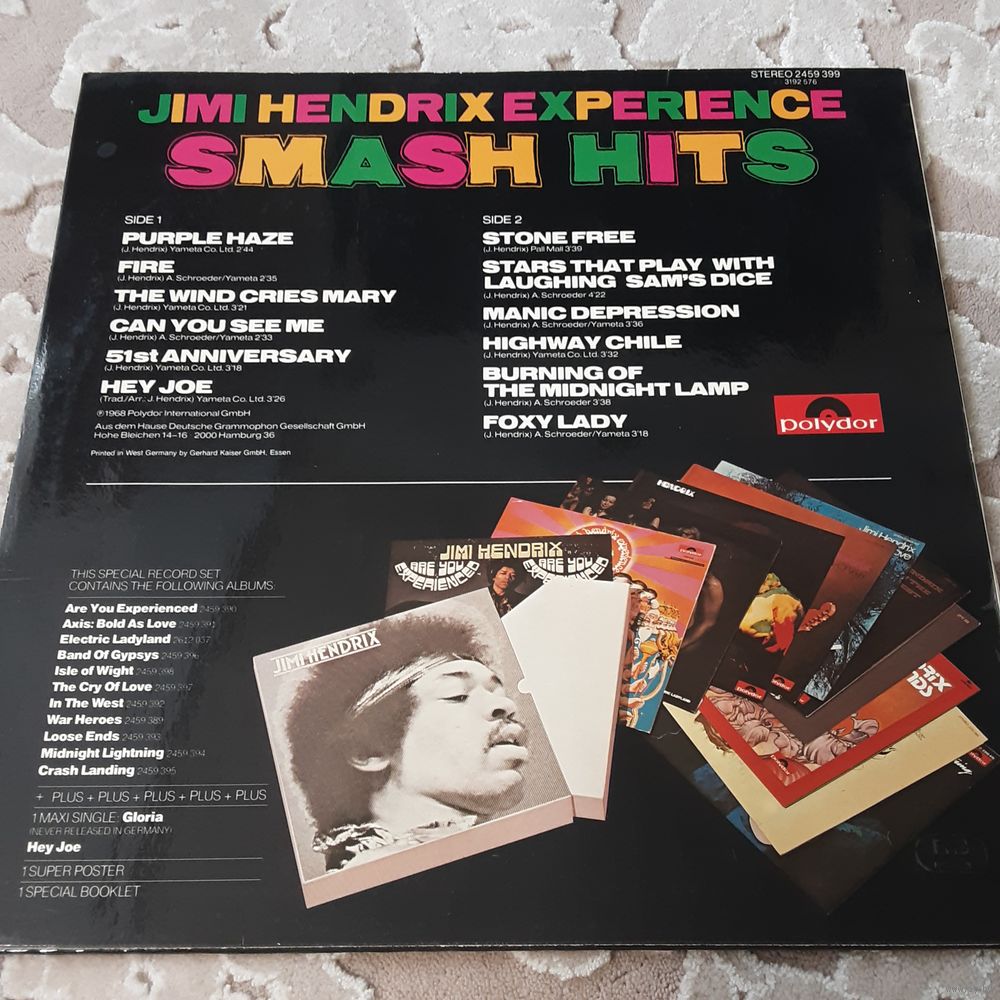 STEREO 2459 399
3192 576
JIMI HENDRIX EXPERIENCE
SMASH HITS
SIDE 1
PURPLE HAZE
(J. Hendrix) Yameta Co. Ltd. 2'44
FIRE
(J. Hendrix) A. Schroeder/Yameta 2'35
THE WIND CRIES MARY
(J. Hendrix) Yameta Co. Ltd. 3'21
CAN YOU SEE ME
(J. Hendrix) A. Schroeder/Yameta 2'33
51st ANNIVERSARY
(J. Hendrix) Yameta Co. Ltd. 3'18
HEY JOE
(Trad./Arr.: J. Hendrix) Yameta Co. Ltd. 3'26
℗1968 Polydor International GmbH
Aus dem Hause Deutsche Grammophon Gesellschaft GmbH
Hohe Bleichen 14–16 2000 Hamburg 36
Printed in West Germany by Gerhard Kaiser GmbH, Essen
SIDE 2
STONE FREE
(J. Hendrix) Pall Mall 3'39
STARS THAT PLAY WITH
LAUGHING SAM'S DICE
(J. Hendrix) A. Schroeder 4'22
MANIC DEPRESSION
(J. Hendrix) A. Schroeder/Yameta 3'36
HIGHWAY CHILE
(J. Hendrix) Yameta Co. Ltd. 3'32
BURNING OF
THE MIDNIGHT LAMP
(J. Hendrix) A. Schroeder 3'38
FOXY LADY
(J. Hendrix) A. Schroeder/Yameta 3'18
polydor
THIS SPECIAL RECORD SET
CONTAINS THE FOLLOWING ALBUMS:
Are You Experienced 2459 390
Axis: Bold As Love 2459 391
Electric Ladyland 2612 037
Band Of Gypsys 2459 396
Isle of Wight 2459 398
The Cry Of Love 2459 397
In The West 2459 392
War Heroes 2459 389
Loose Ends 2459 393
Midnight Lightning 2459 394
Crash Landing 2459 395
+ PLUS + PLUS + PLUS + PLUS + PLUS
1 MAXI SINGLE: Gloria
(NEVER RELEASED IN GERMANY)
Hey Joe
1 SUPER POSTER
1 SPECIAL BOOKLET
JIMI HENDRIX
ARE YOU EXPERIENCED
ARE YOU EXPERIENCED
JIMI HENDRIX
HENDRIX
Jimi Hendrix